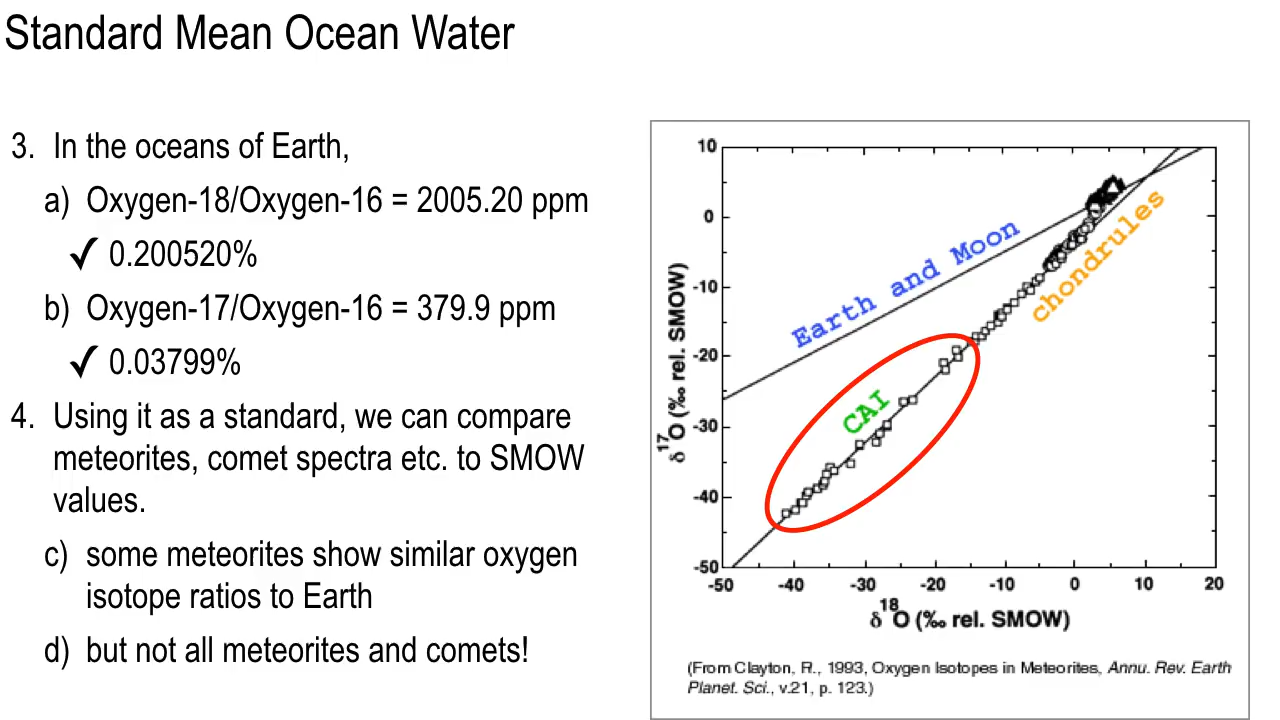 Standard Mean Ocean Water
3. In the oceans of Earth,
a) Oxygen-18/Oxygen-16 = 2005.20 ppm
✓ 0.200520%
b) Oxygen-17/Oxygen-16 = 379.9 ppm
✓ 0.03799%
4. Using it as a standard, we can compare
meteorites, comet spectra etc. to SMOW
values.
c) some meteorites show similar oxygen
isotope ratios to Earth
d) but not all meteorites and comets!
10
0
-10
-20
-30
-40
-50
δ17O (‰ rel. SMOW)
Earth and Moon
chondrules
CAI
-50 -40 -30 -20 -10 0 10 20
δ18O (‰ rel. SMOW)
(From Clayton, R., 1993, Oxygen Isotopes in Meteorites, Annu. Rev. Earth
Planet. Sci., v.21, p. 123.)